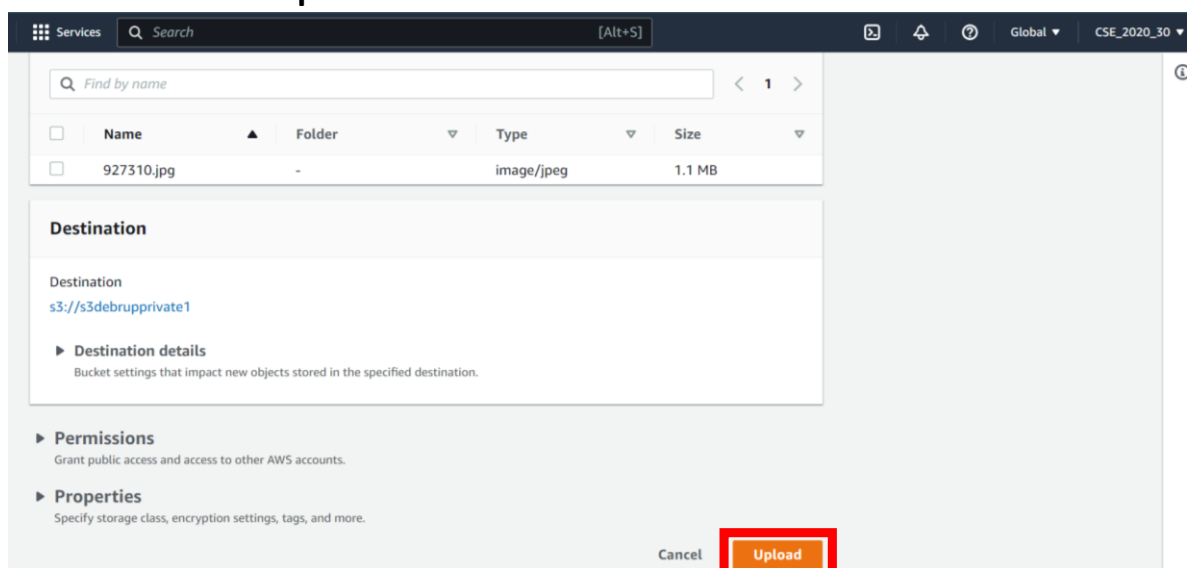 Services Search [Alt+S] Global ▼ CSE_2020_30 ▼
Find by name < 1 >
Name ▲ Folder ▽ Type ▽ Size ▽
927310.jpg - image/jpeg 1.1 MB
Destination
Destination
s3://s3debrupprivate1
▶ Destination details
Bucket settings that impact new objects stored in the specified destination.
▶ Permissions
Grant public access and access to other AWS accounts.
▶ Properties
Specify storage class, encryption settings, tags, and more.
Cancel Upload